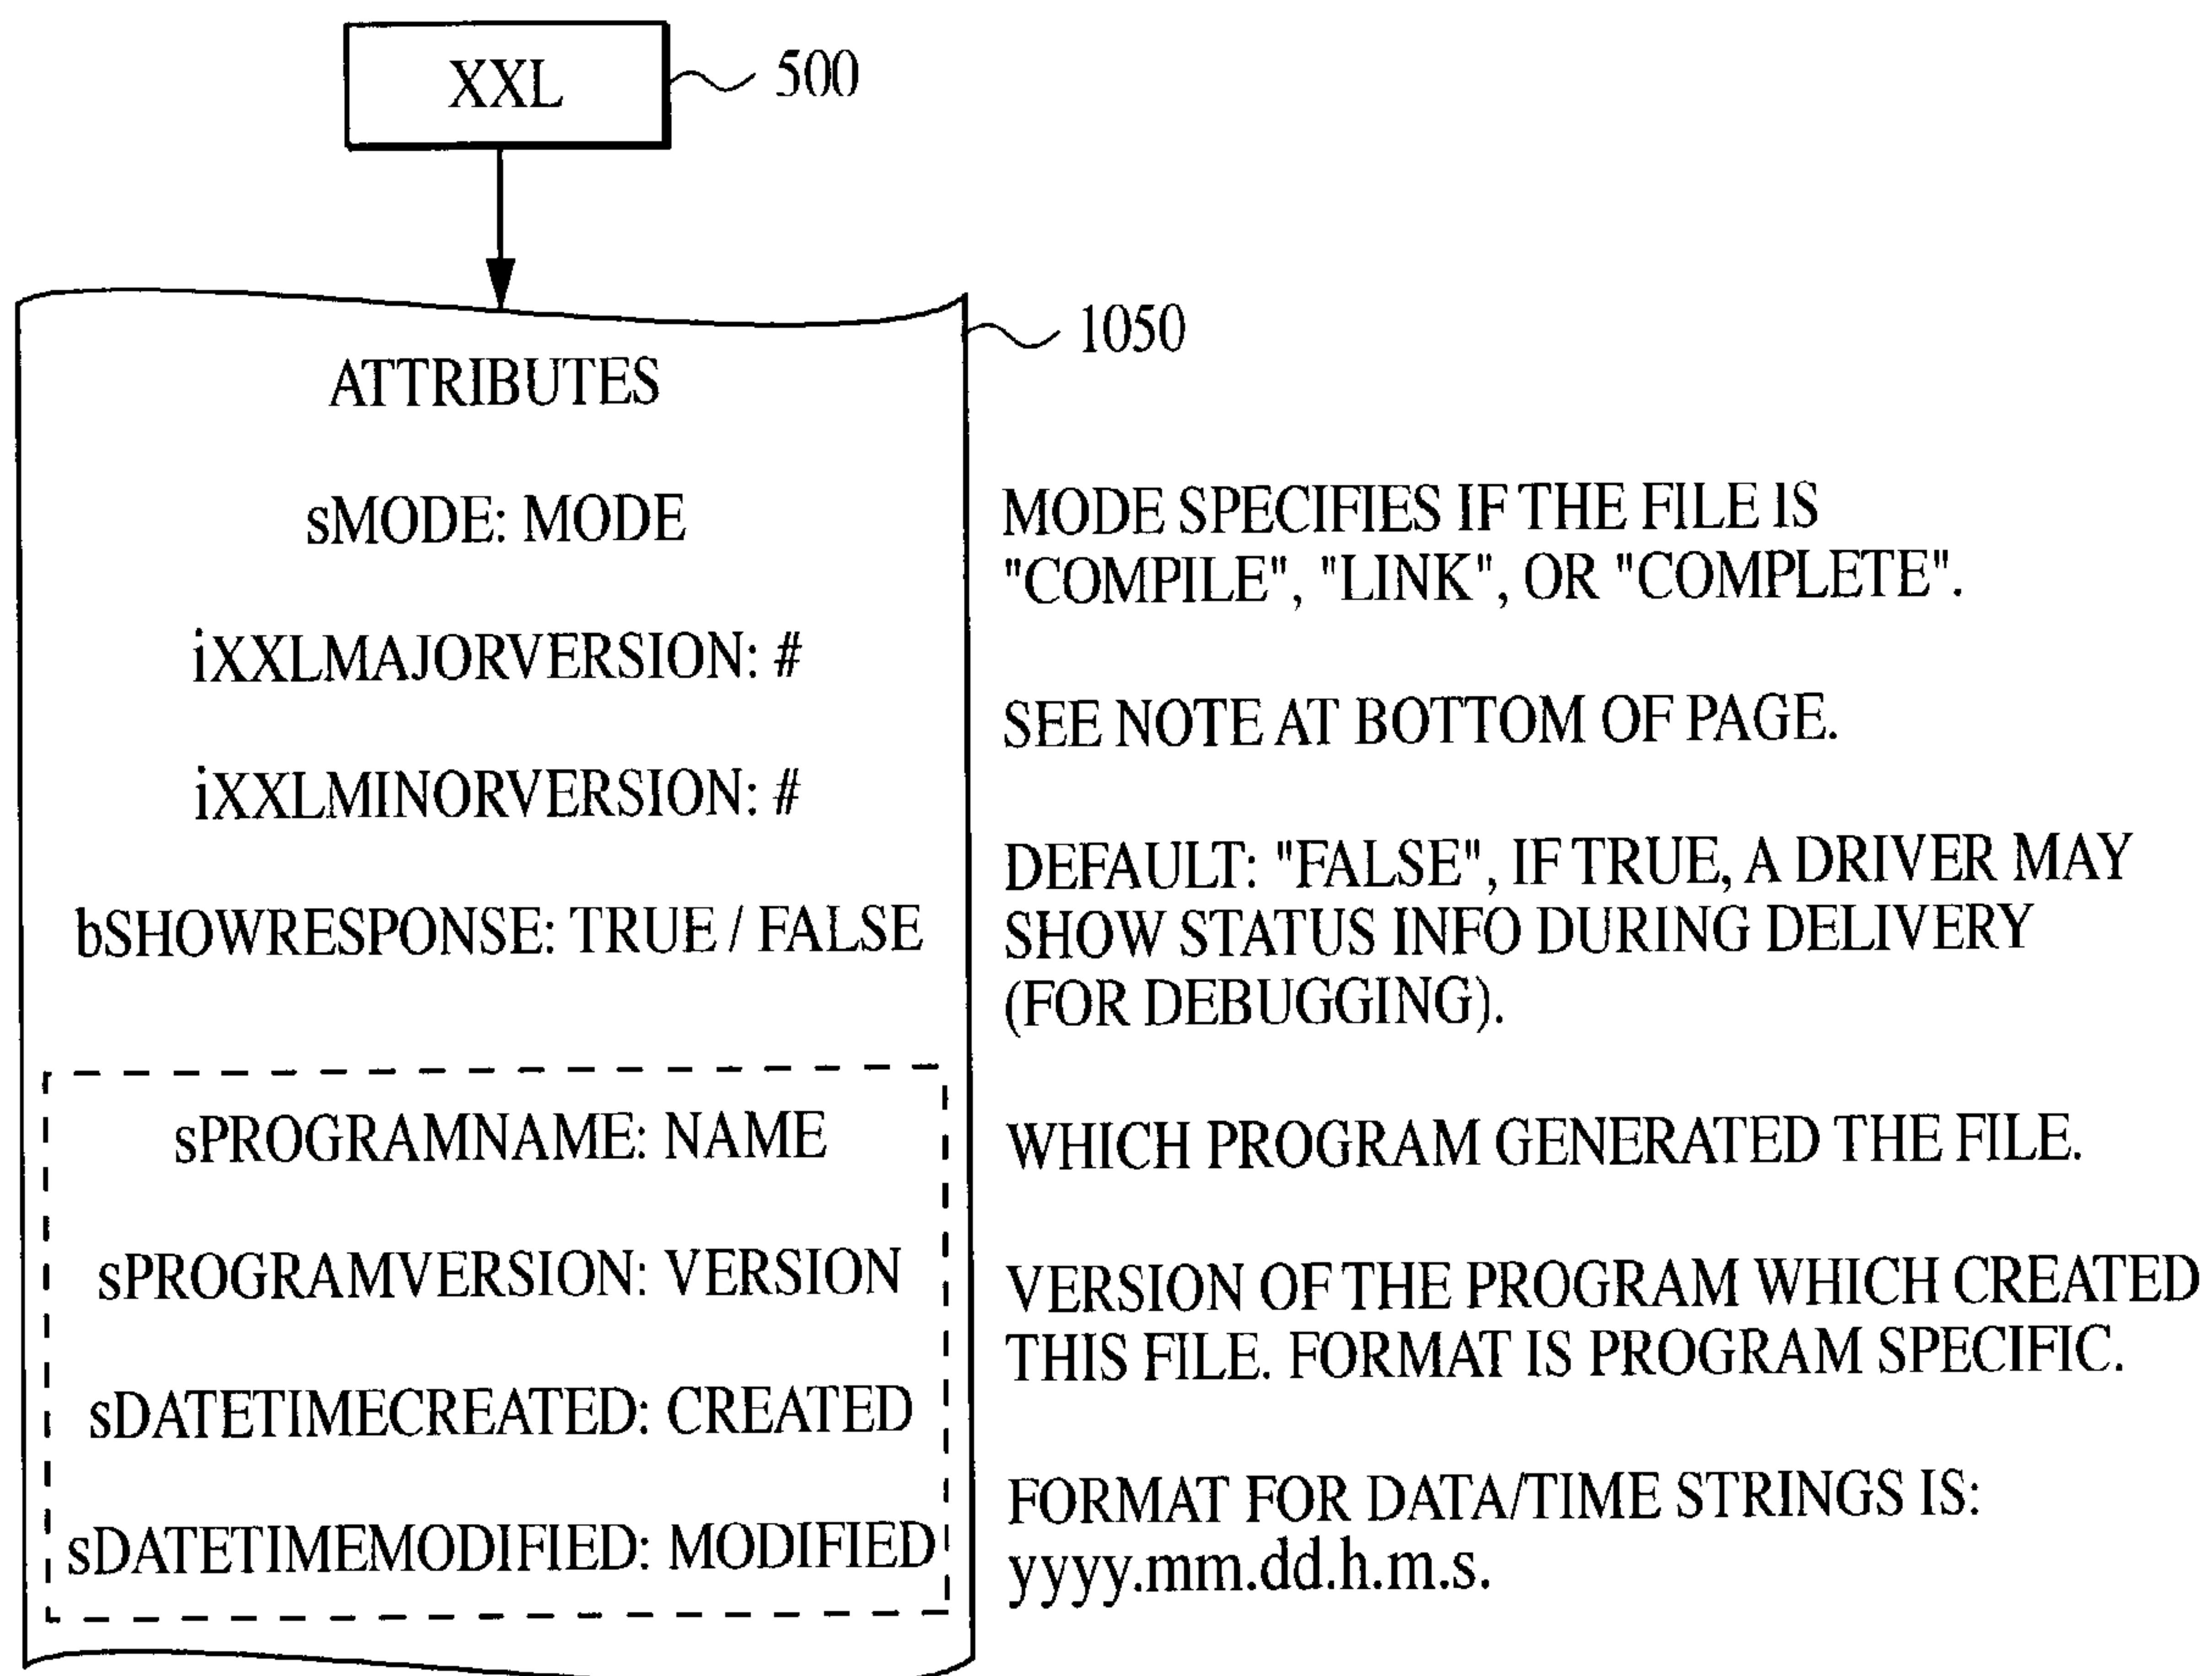 XXL
500
1050
ATTRIBUTES
sMODE: MODE
MODE SPECIFIES IF THE FILE IS
"COMPILE", "LINK", OR "COMPLETE".
iXXLMAJORVERSION: #
SEE NOTE AT BOTTOM OF PAGE.
iXXLMINORVERSION: #
bSHOWRESPONSE: TRUE / FALSE
DEFAULT: "FALSE", IF TRUE, A DRIVER MAY
SHOW STATUS INFO DURING DELIVERY
(FOR DEBUGGING).
sPROGRAMNAME: NAME
WHICH PROGRAM GENERATED THE FILE.
sPROGRAMVERSION: VERSION
VERSION OF THE PROGRAM WHICH CREATED
THIS FILE. FORMAT IS PROGRAM SPECIFIC.
sDATETIMECREATED: CREATED
sDATETIMEMODIFIED: MODIFIED
FORMAT FOR DATA/TIME STRINGS IS:
yyyy.mm.dd.h.m.s.